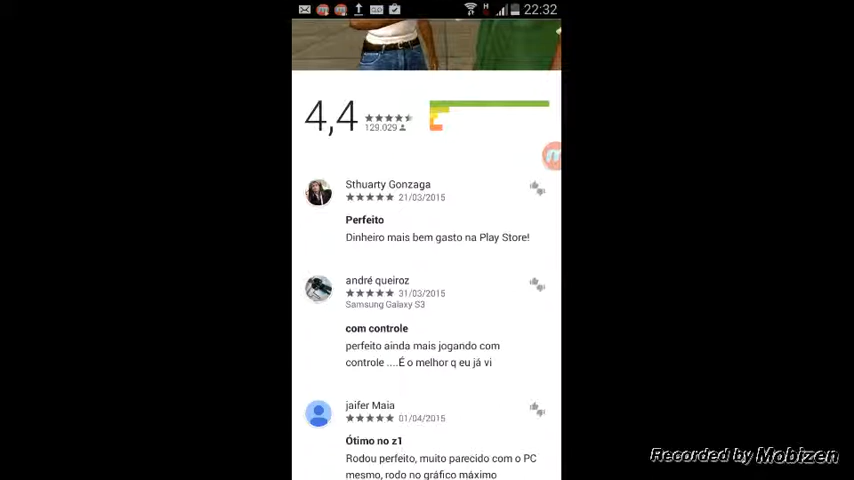 22:32
4,4
129.029
Sthuarty Gonzaga
21/03/2015
Perfeito
Dinheiro mais bem gasto na Play Store!
andré queiroz
31/03/2015
Samsung Galaxy S3
com controle
perfeito ainda mais jogando com
controle ....É o melhor q eu já vi
jaifer Maia
01/04/2015
Ótimo no z1
Rodou perfeito, muito parecido com o PC
mesmo, rodo no gráfico máximo
Recorded by Mobizen